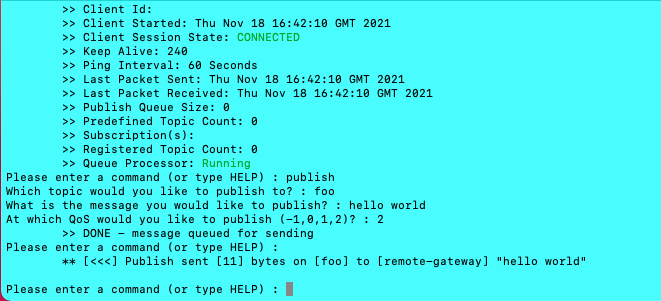 >> Client Id:
>> Client Started: Thu Nov 18 16:42:10 GMT 2021
>> Client Session State: CONNECTED
>> Keep Alive: 240
>> Ping Interval: 60 Seconds
>> Last Packet Sent: Thu Nov 18 16:42:10 GMT 2021
>> Last Packet Received: Thu Nov 18 16:42:10 GMT 2021
>> Publish Queue Size: 0
>> Predefined Topic Count: 0
>> Subscription(s):
>> Registered Topic Count: 0
>> Queue Processor: Running
Please enter a command (or type HELP) : publish
Which topic would you like to publish to? : foo
What is the message you would like to publish? : hello world
At which QoS would you like to publish (-1,0,1,2)? : 2
>> DONE - message queued for sending
Please enter a command (or type HELP) :
** [<<<] Publish sent [11] bytes on [foo] to [remote-gateway] "hello world"
Please enter a command (or type HELP) :